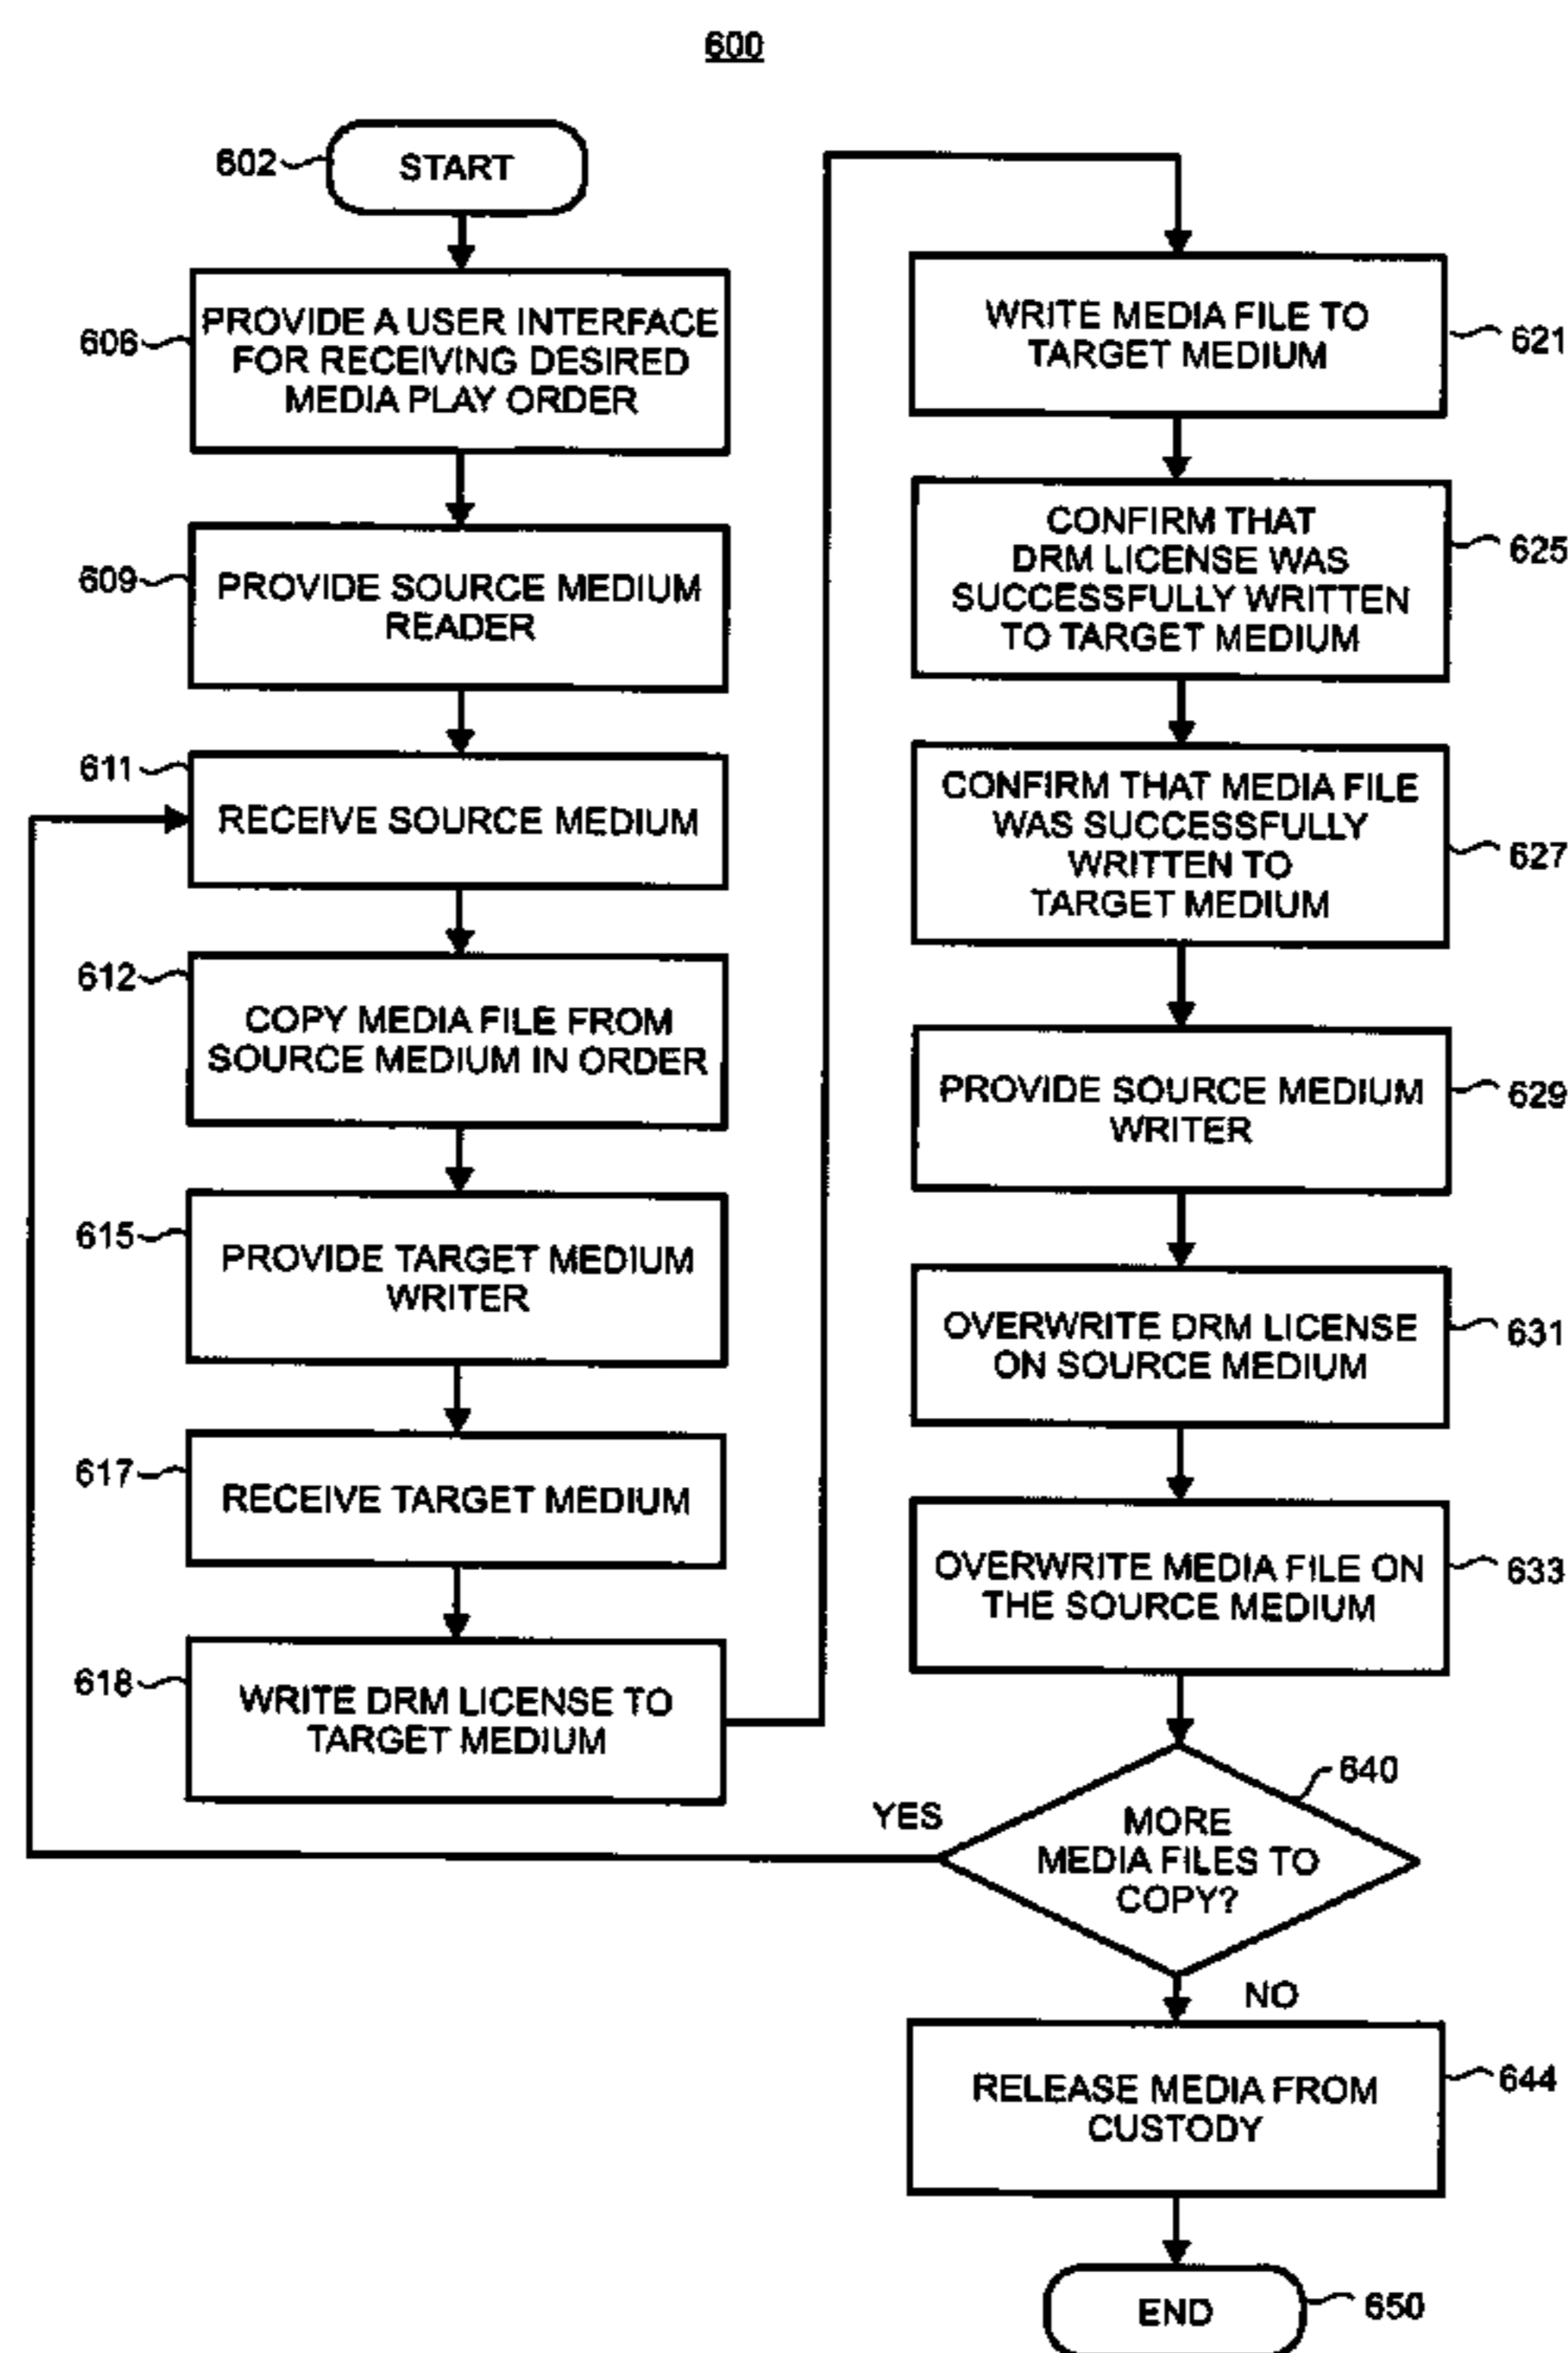 600
602
START
606
PROVIDE A USER INTERFACE
FOR RECEIVING DESIRED
MEDIA PLAY ORDER
609
PROVIDE SOURCE MEDIUM
READER
611
RECEIVE SOURCE MEDIUM
612
COPY MEDIA FILE FROM
SOURCE MEDIUM IN ORDER
615
PROVIDE TARGET MEDIUM
WRITER
617
RECEIVE TARGET MEDIUM
618
WRITE DRM LICENSE TO
TARGET MEDIUM
WRITE MEDIA FILE TO
TARGET MEDIUM
621
CONFIRM THAT
DRM LICENSE WAS
SUCCESSFULLY WRITTEN
TO TARGET MEDIUM
625
CONFIRM THAT MEDIA FILE
WAS SUCCESSFULLY
WRITTEN TO
TARGET MEDIUM
627
PROVIDE SOURCE MEDIUM
WRITER
629
OVERWRITE DRM LICENSE
ON SOURCE MEDIUM
631
OVERWRITE MEDIA FILE ON
THE SOURCE MEDIUM
633
640
YES
MORE
MEDIA FILES TO
COPY?
NO
RELEASE MEDIA FROM
CUSTODY
644
END
650